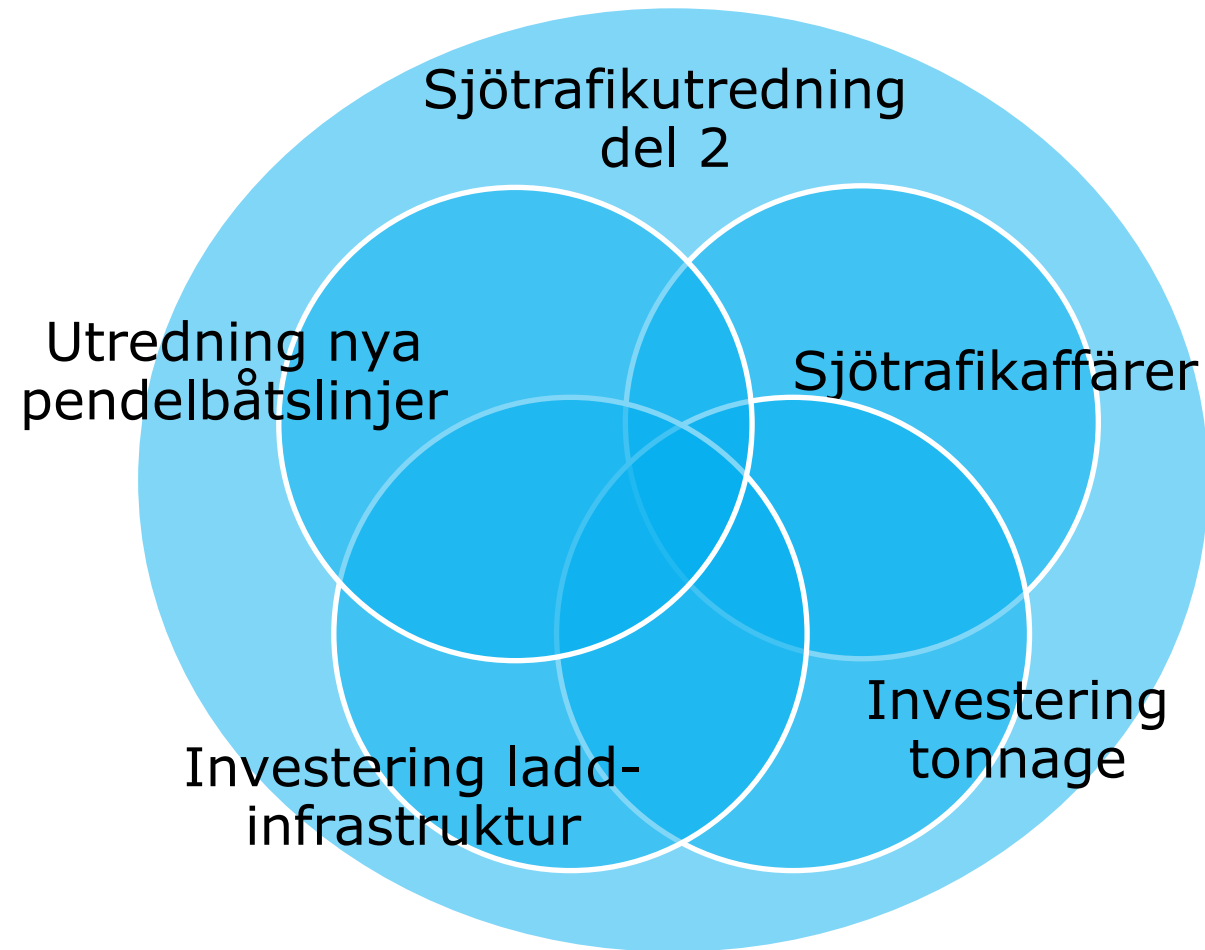 Sjötrafikutredning
del 2
Utredning nya
pendelbåtslinjer
Sjötrafikaffärer
Investering
tonnage
Investering ladd-
infrastruktur